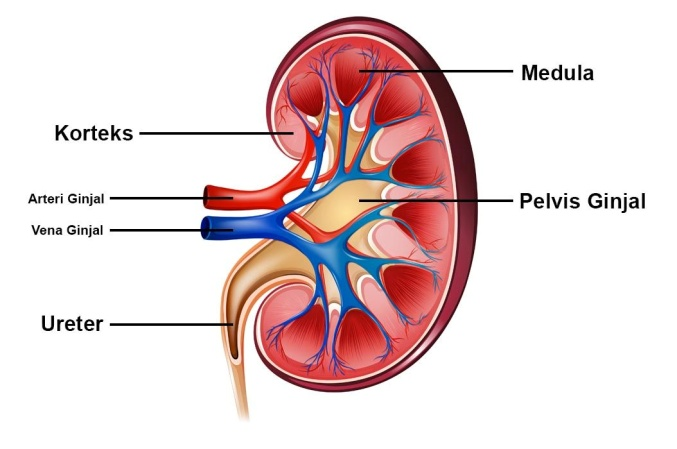 Medula
Korteks
Arteri Ginjal
Pelvis Ginjal
Vena Ginjal
Ureter